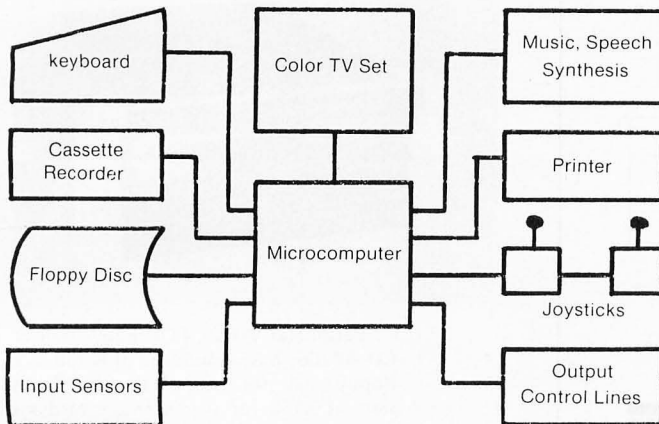 keyboard
Color TV Set
Music, Speech
Synthesis
Cassette
Recorder
Printer
Floppy Disc
Microcomputer
Joysticks
Input Sensors
Output
Control Lines